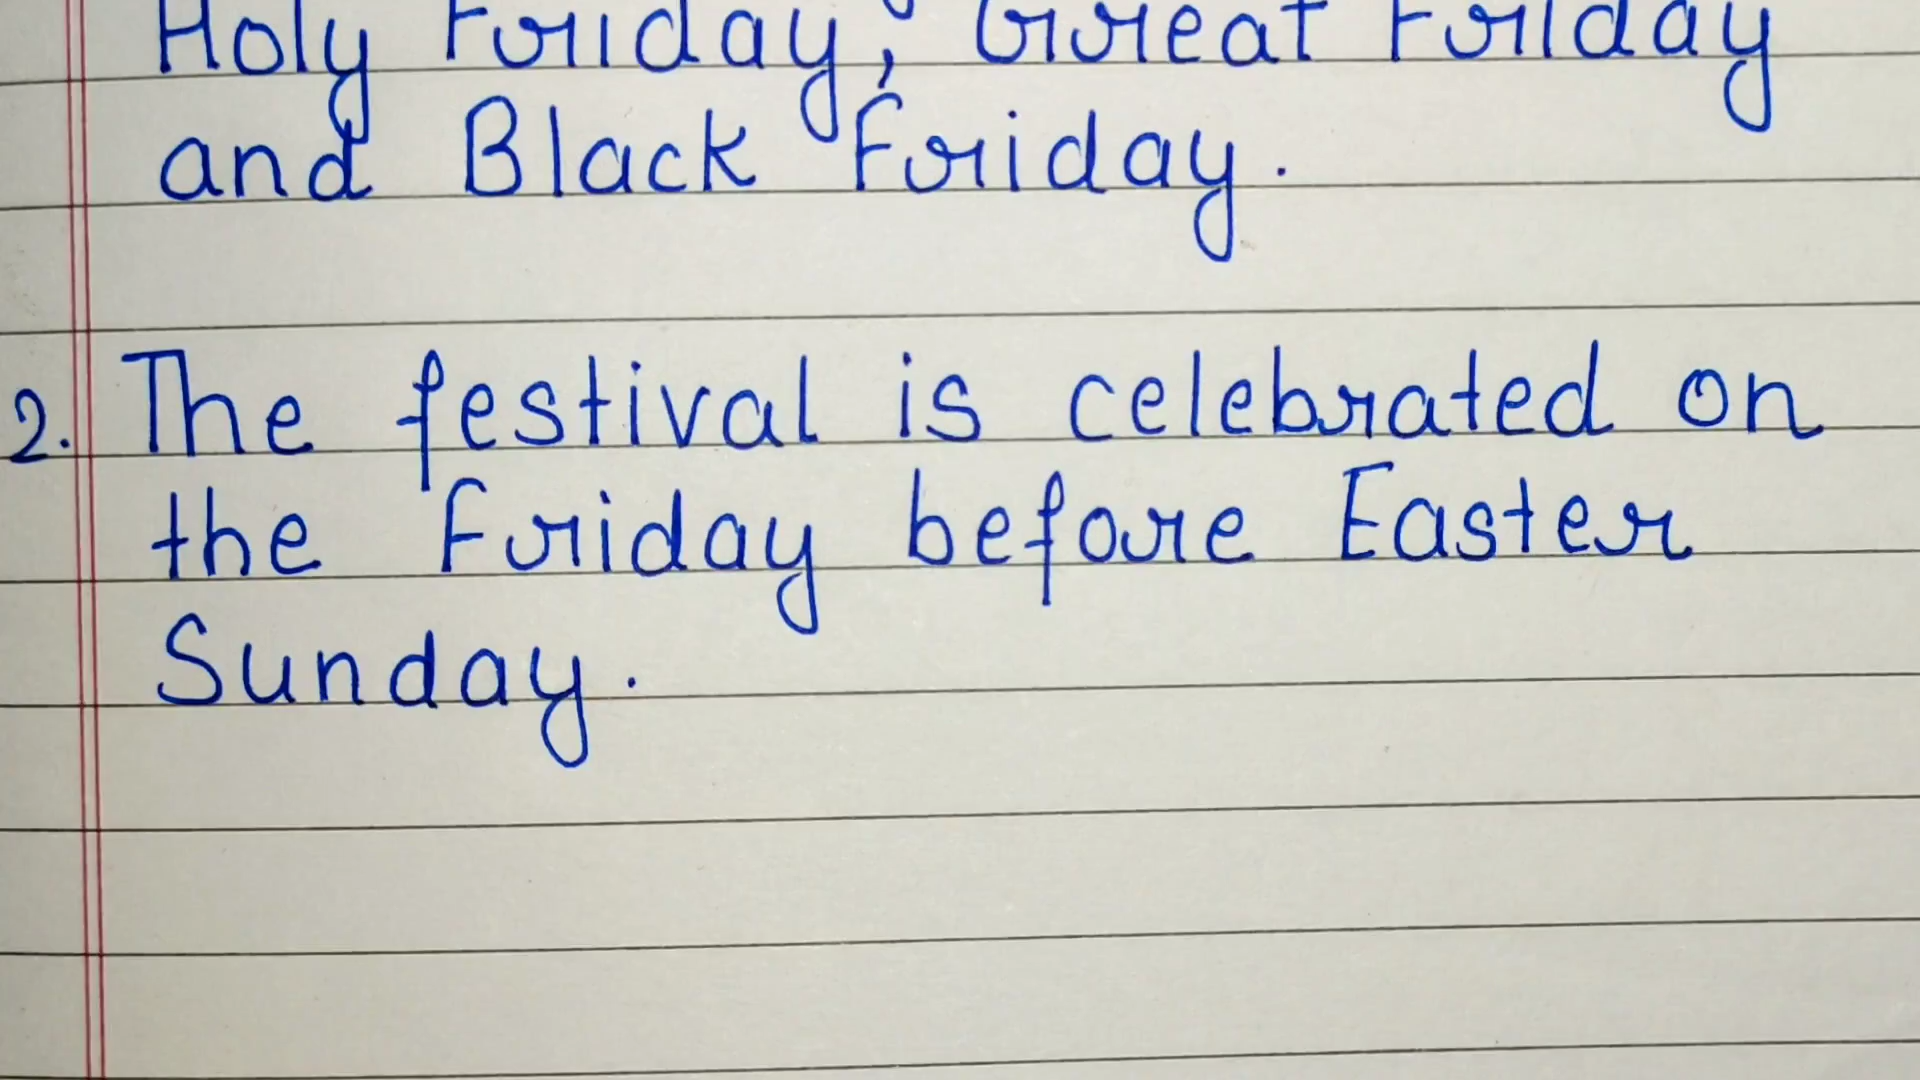 Holy Friday, Great Friday
and Black Friday.
2. The festival is celebrated on
the Friday before Easter
Sunday.